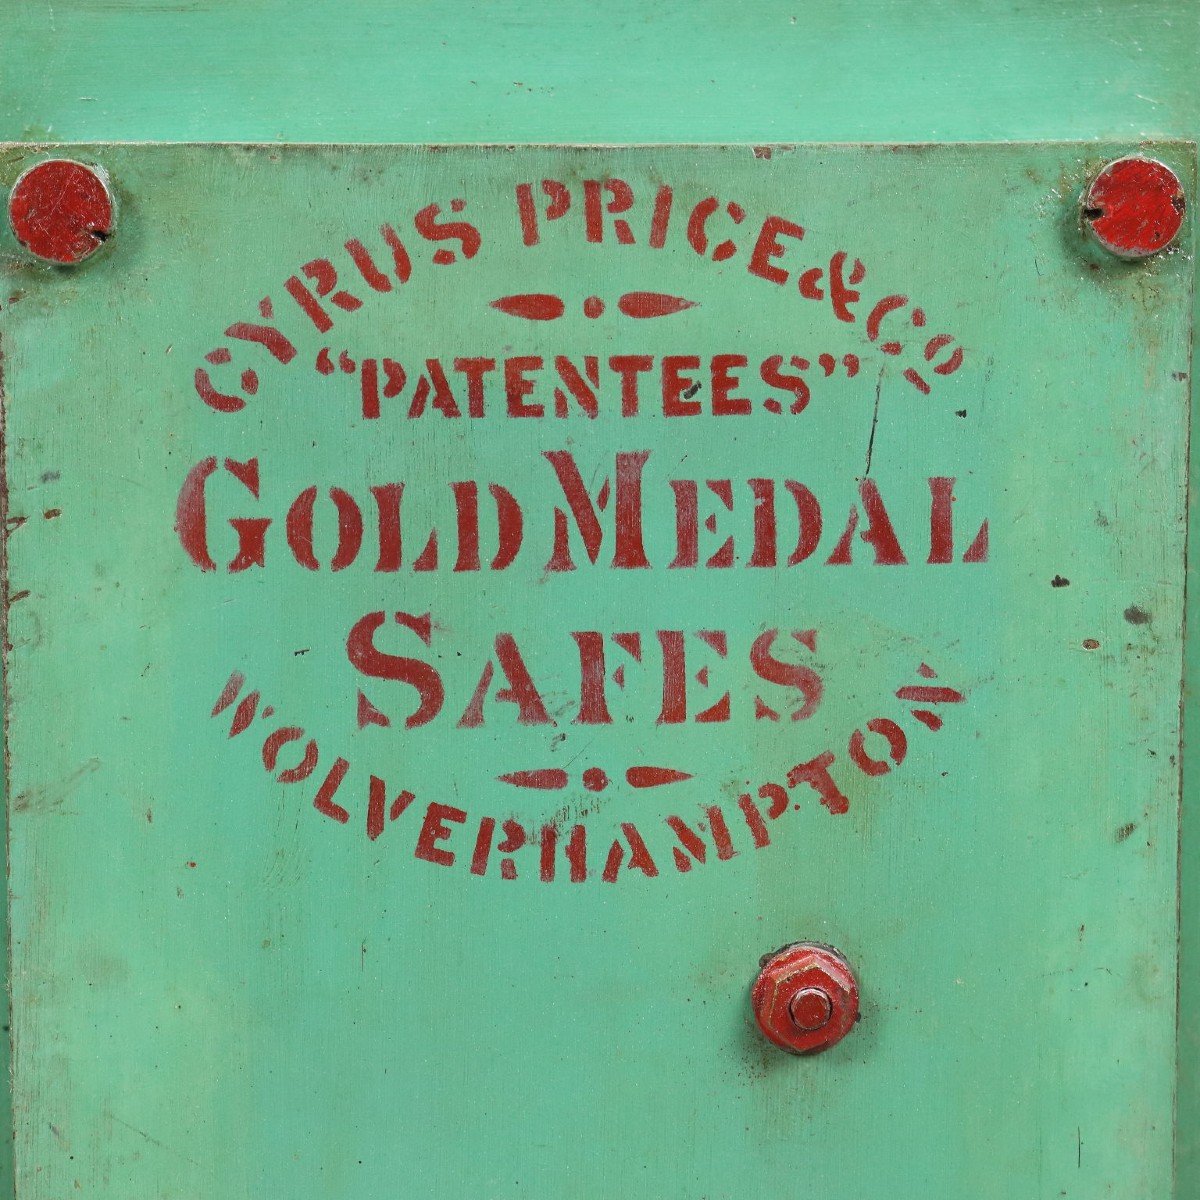 CYRUS PRICE & Co.
"PATENTEES"
GOLD MEDAL
SAFES
WOLVERHAMPTON